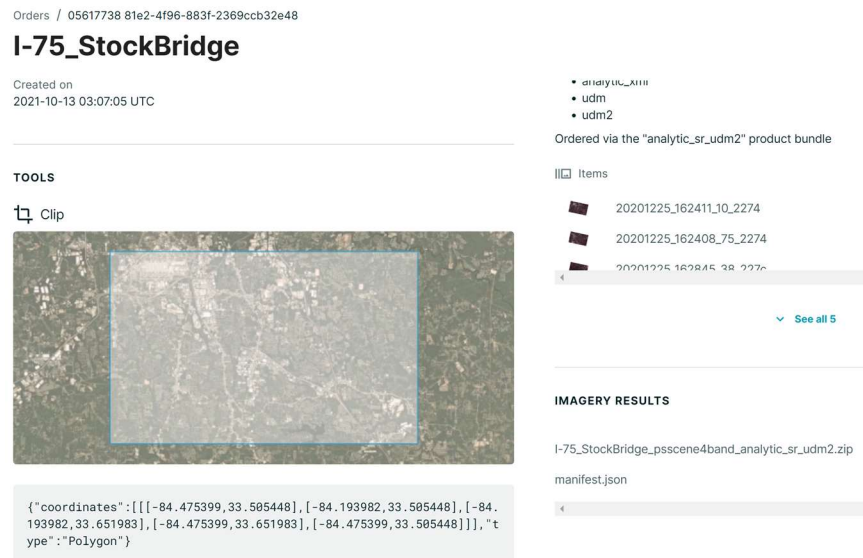 Orders / 05617738 81e2-4f96-883f-2369ccb32e48
I-75_StockBridge
Created on
2021-10-13 03:07:05 UTC
TOOLS
Clip
{"coordinates":[[[-84.475399,33.505448],[-84.193982,33.505448],[-84.
193982,33.651983],[-84.475399,33.651983],[-84.475399,33.505448]]],"t
ype":"Polygon"}
• analytic_xml
• udm
• udm2
Ordered via the "analytic_sr_udm2" product bundle
Items
20201225_162411_10_2274
20201225_162408_75_2274
20201225_162845_38_227c
See all 5
IMAGERY RESULTS
I-75_StockBridge_psscene4band_analytic_sr_udm2.zip
manifest.json